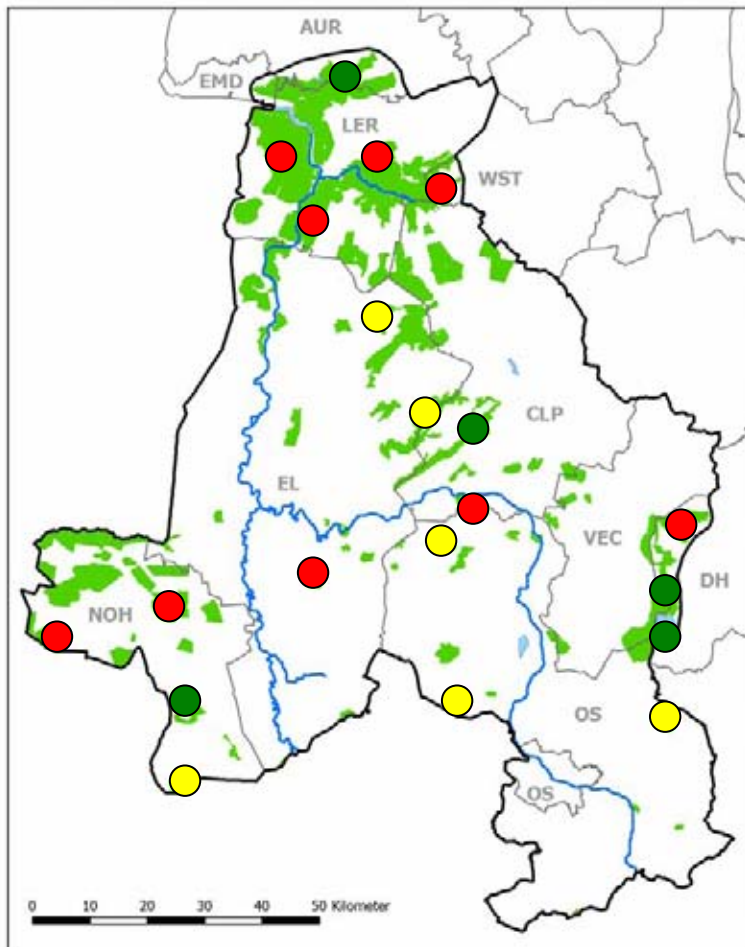 AUR
EMD
LER
WST
CLP
EL
VEC
DH
NOH
OS
OS
0 10 20 30 40 50 Kilometer